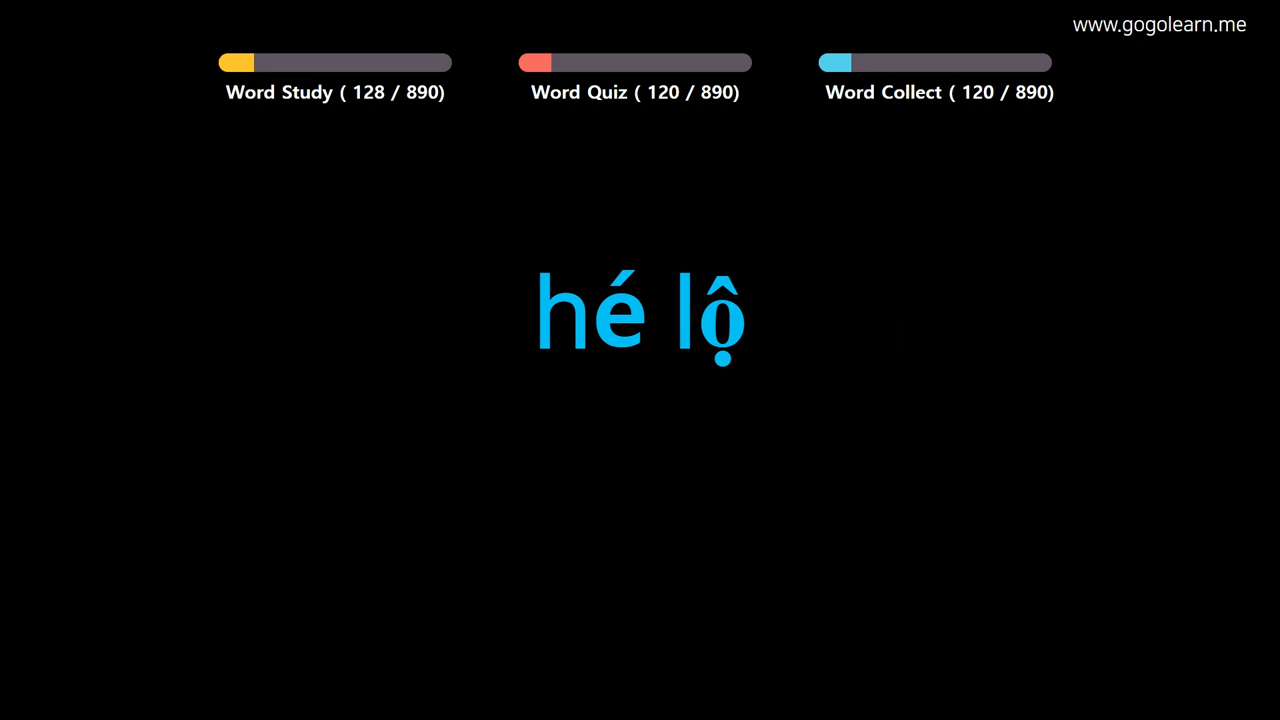 www.gogolearn.me
Word Study ( 128 / 890)
Word Quiz ( 120 / 890)
Word Collect ( 120 / 890)
hé lộ